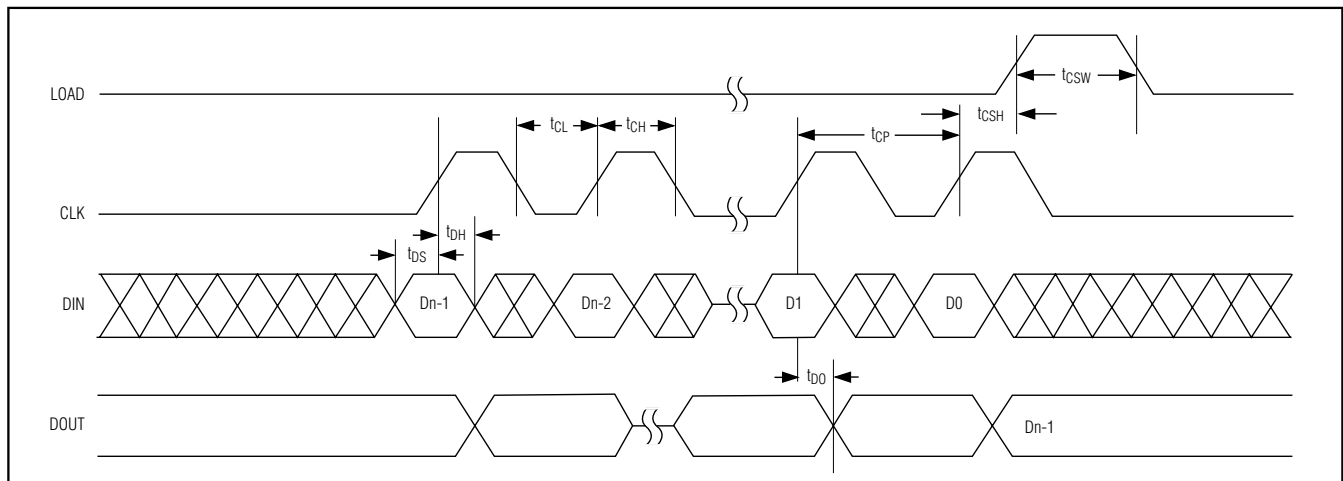 LOAD
tCSW
tCSH
tCL
tCH
tCP
CLK
tDH
tDS
DIN
Dn-1
Dn-2
D1
D0
tDO
DOUT
Dn-1